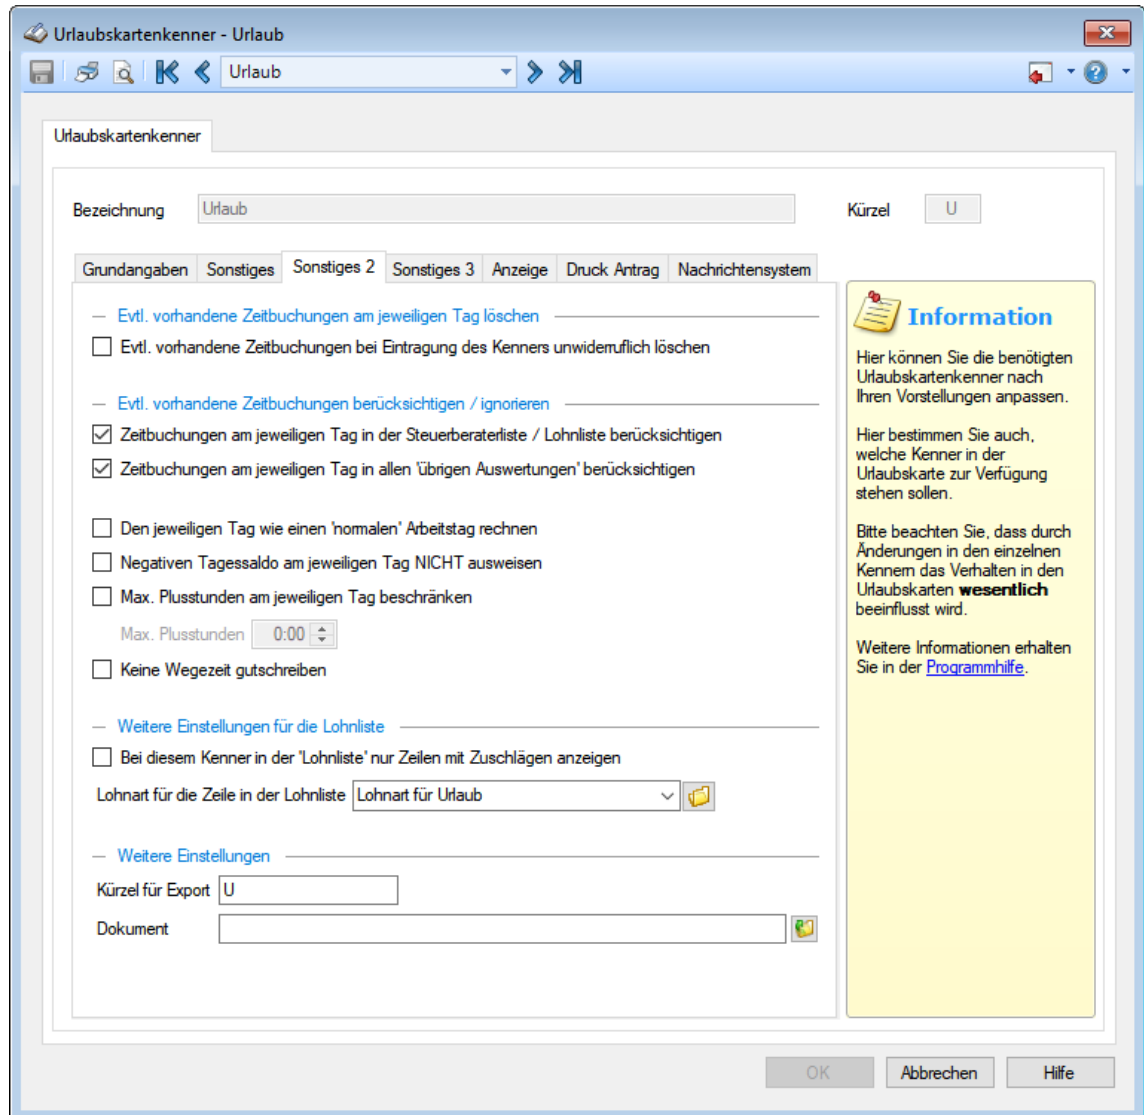 Urlaubskartenkenner - Urlaub
Urlaub
Urlaubskartenkenner
Bezeichnung Urlaub Kürzel U
Grundangaben Sonstiges Sonstiges 2 Sonstiges 3 Anzeige Druck Antrag Nachrichtensystem
Evtl. vorhandene Zeitbuchungen am jeweiligen Tag löschen
Evtl. vorhandene Zeitbuchungen bei Eintragung des Kenners unwiderruflich löschen
Evtl. vorhandene Zeitbuchungen berücksichtigen / ignorieren
Zeitbuchungen am jeweiligen Tag in der Steuerberaterliste / Lohnliste berücksichtigen
Zeitbuchungen am jeweiligen Tag in allen 'übrigen Auswertungen' berücksichtigen
Den jeweiligen Tag wie einen 'normalen' Arbeitstag rechnen
Negativen Tagessaldo am jeweiligen Tag NICHT ausweisen
Max. Plusstunden am jeweiligen Tag beschränken
Max. Plusstunden 0:00
Keine Wegezeit gutschreiben
Weitere Einstellungen für die Lohnliste
Bei diesem Kenner in der 'Lohnliste' nur Zeilen mit Zuschlägen anzeigen
Lohnart für die Zeile in der Lohnliste Lohnart für Urlaub
Weitere Einstellungen
Kürzel für Export U
Dokument
Information
Hier können Sie die benötigten
Urlaubskartenkenner nach
Ihren Vorstellungen anpassen.
Hier bestimmen Sie auch,
welche Kenner in der
Urlaubskarte zur Verfügung
stehen sollen.
Bitte beachten Sie, dass durch
Änderungen in den einzelnen
Kennern das Verhalten in den
Urlaubskarten wesentlich
beeinflusst wird.
Weitere Informationen erhalten
Sie in der Programmhilfe.
OK Abbrechen Hilfe